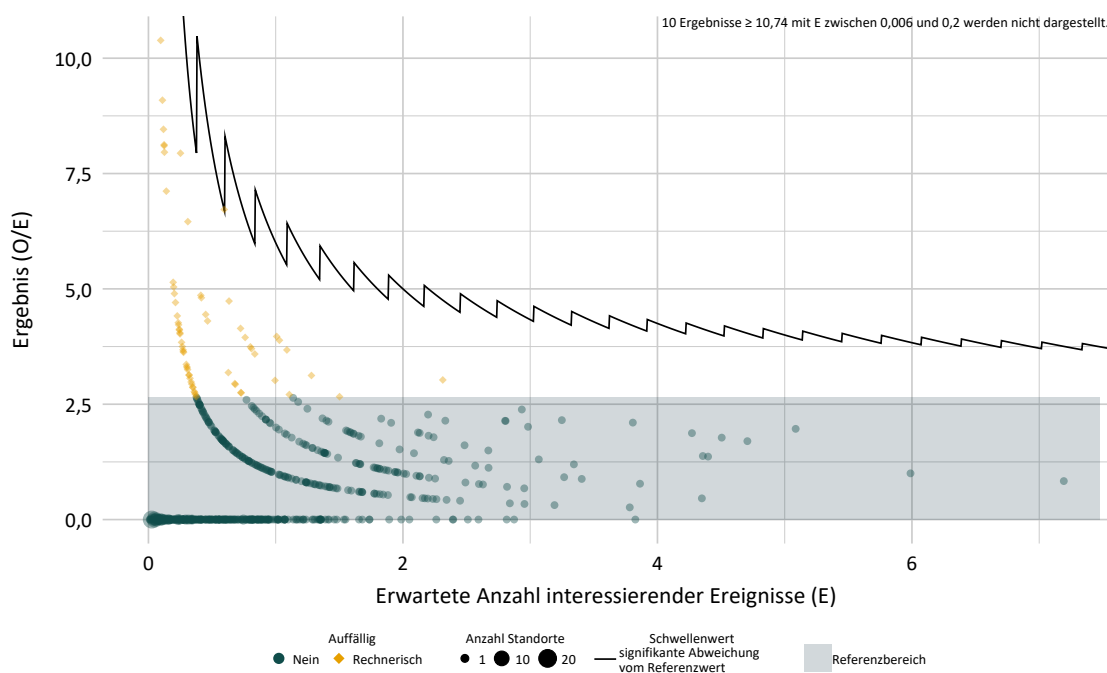 10 Ergebnisse ≥ 10,74 mit E zwischen 0,006 und 0,2 werden nicht dargestellt.
10,0
7,5
5,0
2,5
0,0
Ergebnis (O/E)
0 2 4 6
Erwartete Anzahl interessierender Ereignisse (E)
Auffällig
Nein Rechnerisch
Anzahl Standorte
1 10 20
Schwellenwert
signifikante Abweichung
vom Referenzwert
Referenzbereich